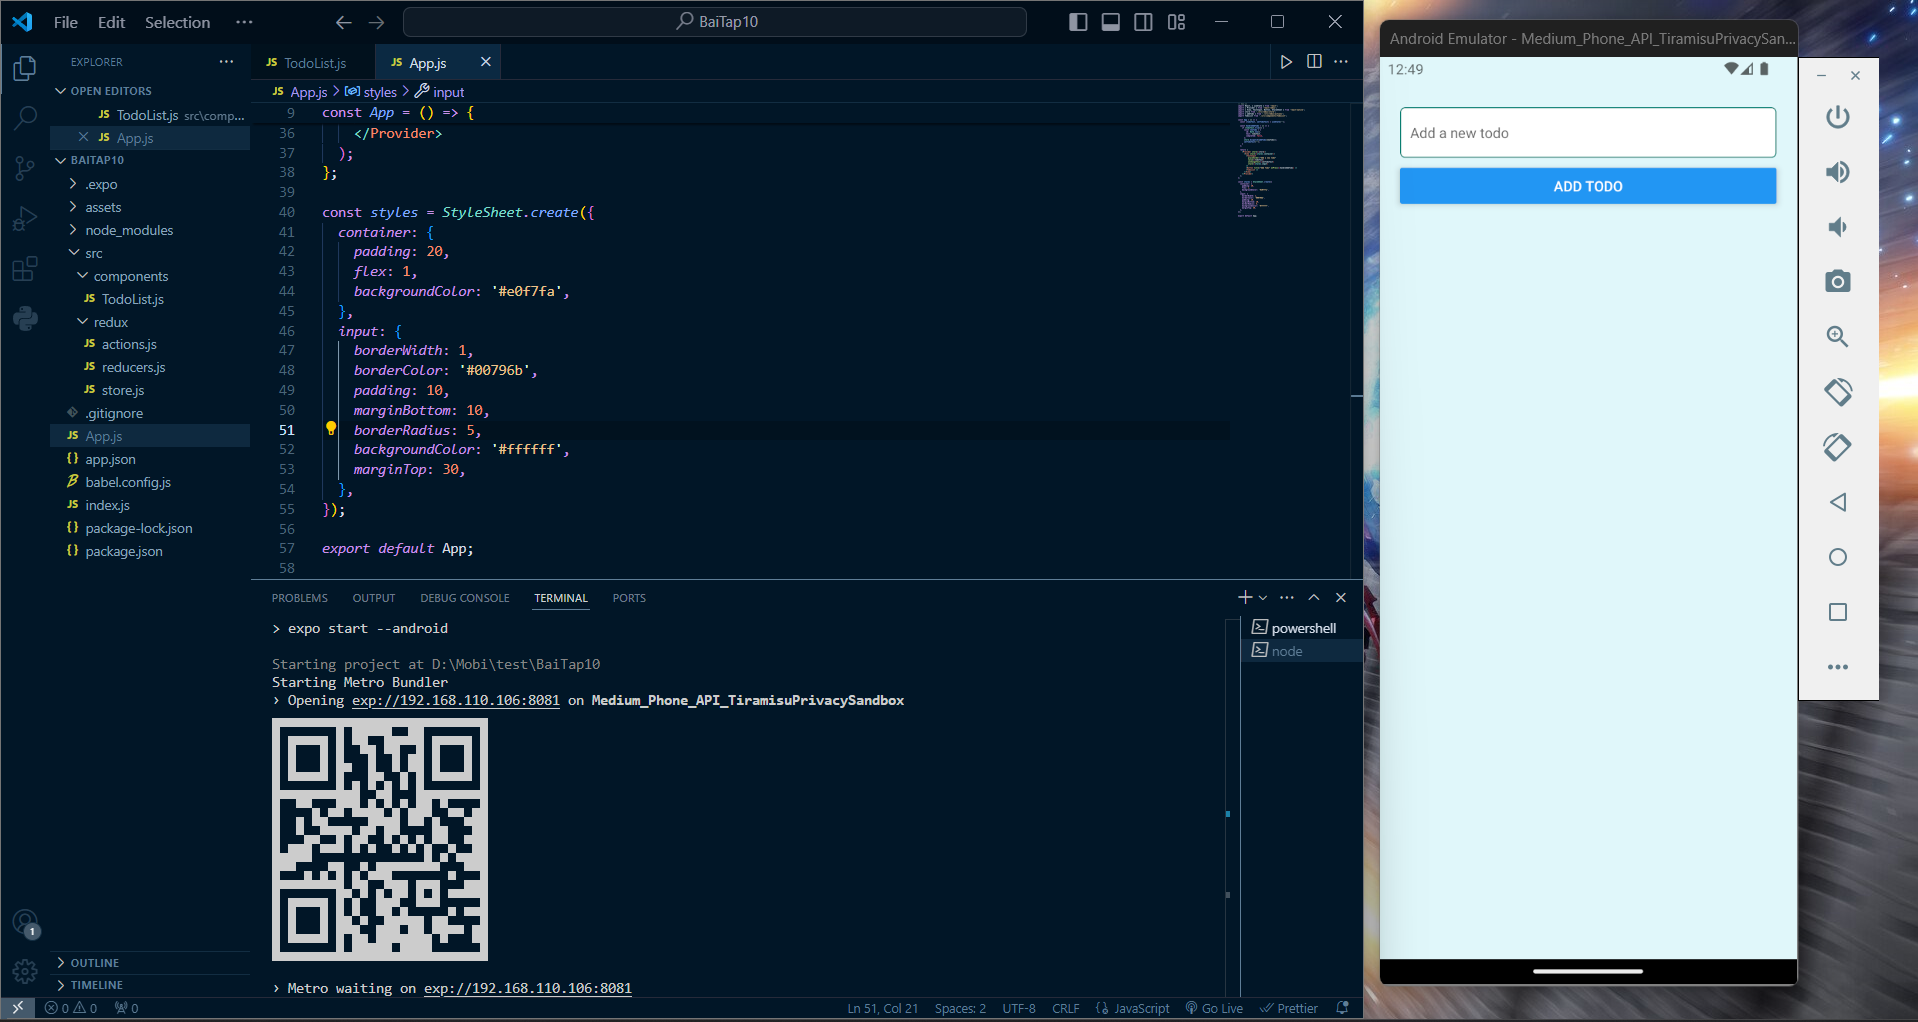 File Edit Selection ···
BaiTap10
EXPLORER
OPEN EDITORS
TodoList.js src\comp...
App.js
BAITAP10
.expo
assets
node_modules
src
components
TodoList.js
redux
actions.js
reducers.js
store.js
.gitignore
App.js
app.json
babel.config.js
index.js
package-lock.json
package.json
OUTLINE
TIMELINE
TodoList.js App.js
App.js > styles > input
9 const App = () => {
36 </Provider>
37 );
38 };
39
40 const styles = StyleSheet.create({
41 container: {
42 padding: 20,
43 flex: 1,
44 backgroundColor: '#e0f7fa',
45 },
46 input: {
47 borderWidth: 1,
48 borderColor: '#00796b',
49 padding: 10,
50 marginBottom: 10,
51 borderRadius: 5,
52 backgroundColor: '#ffffff',
53 marginTop: 30,
54 },
55 });
56
57 export default App;
58
PROBLEMS OUTPUT DEBUG CONSOLE TERMINAL PORTS
> expo start --android
Starting project at D:\Mobi\test\BaiTap10
Starting Metro Bundler
› Opening exp://192.168.110.106:8081 on Medium_Phone_API_TiramisuPrivacySandbox
› Metro waiting on exp://192.168.110.106:8081
powershell
node
1
0 0 0
Ln 51, Col 21 Spaces: 2 UTF-8 CRLF {} JavaScript Go Live Prettier
Android Emulator - Medium_Phone_API_TiramisuPrivacySan...
12:49
Add a new todo
ADD TODO